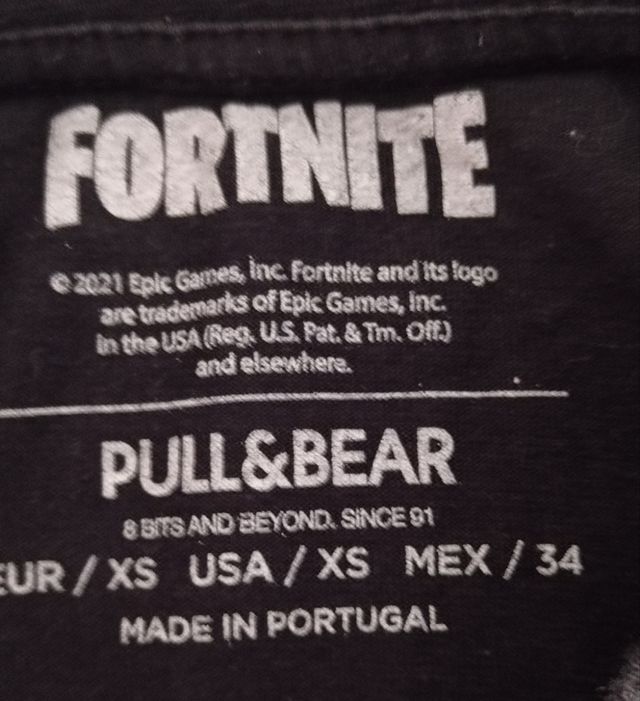 FORTNITE
© 2021 Epic Games, Inc. Fortnite and its logo
are trademarks of Epic Games, Inc.
in the USA (Reg. U.S. Pat. & Tm. Off.)
and elsewhere.
PULL&BEAR
8 BITS AND BEYOND. SINCE 91
EUR / XS USA / XS MEX / 34
MADE IN PORTUGAL